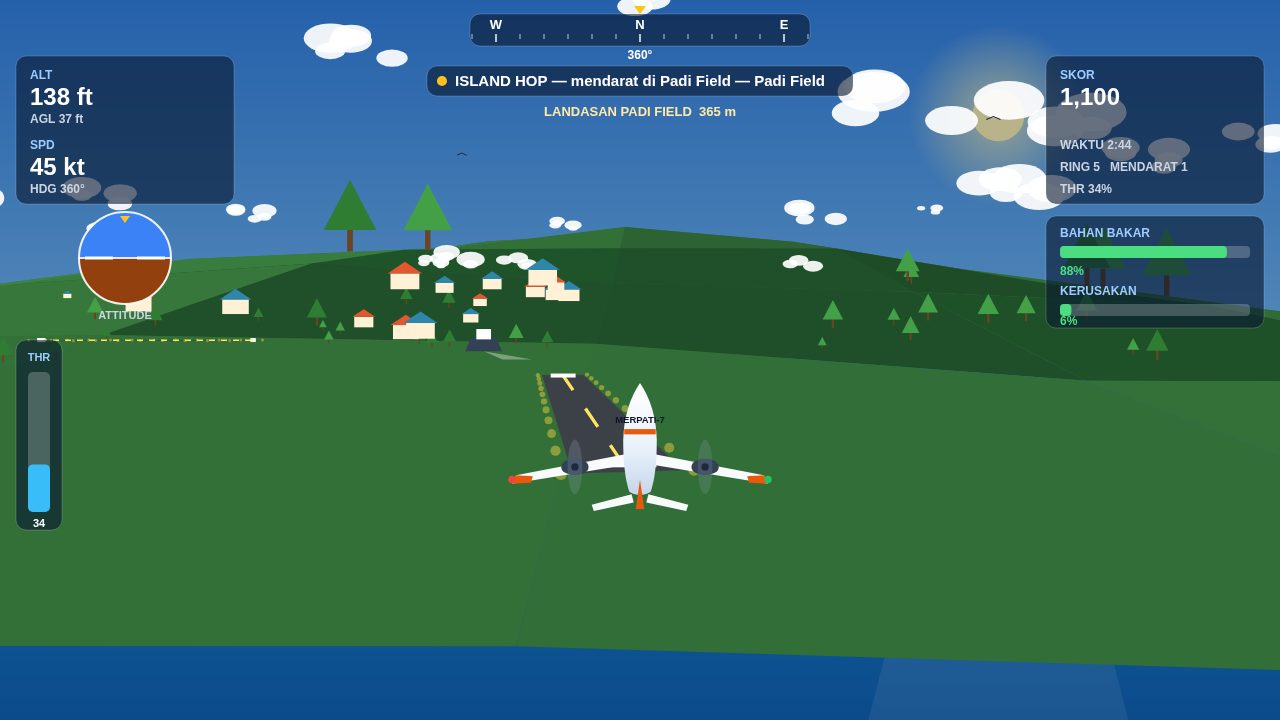 W N E
360°
ISLAND HOP — mendarat di Padi Field — Padi Field
LANDASAN PADI FIELD 365 m
ALT
138 ft
AGL 37 ft
SPD
45 kt
HDG 360°
ATTITUDE
THR
34
SKOR
1,100
WAKTU 2:44
RING 5 MENDARAT 1
THR 34%
BAHAN BAKAR
88%
KERUSAKAN
6%
MERPATI-7